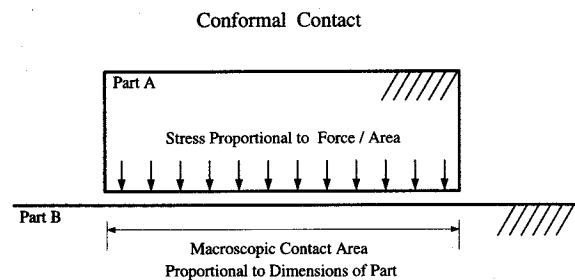 Conformal Contact
Part A
Stress Proportional to Force / Area
Part B
Macroscopic Contact Area
Proportional to Dimensions of Part